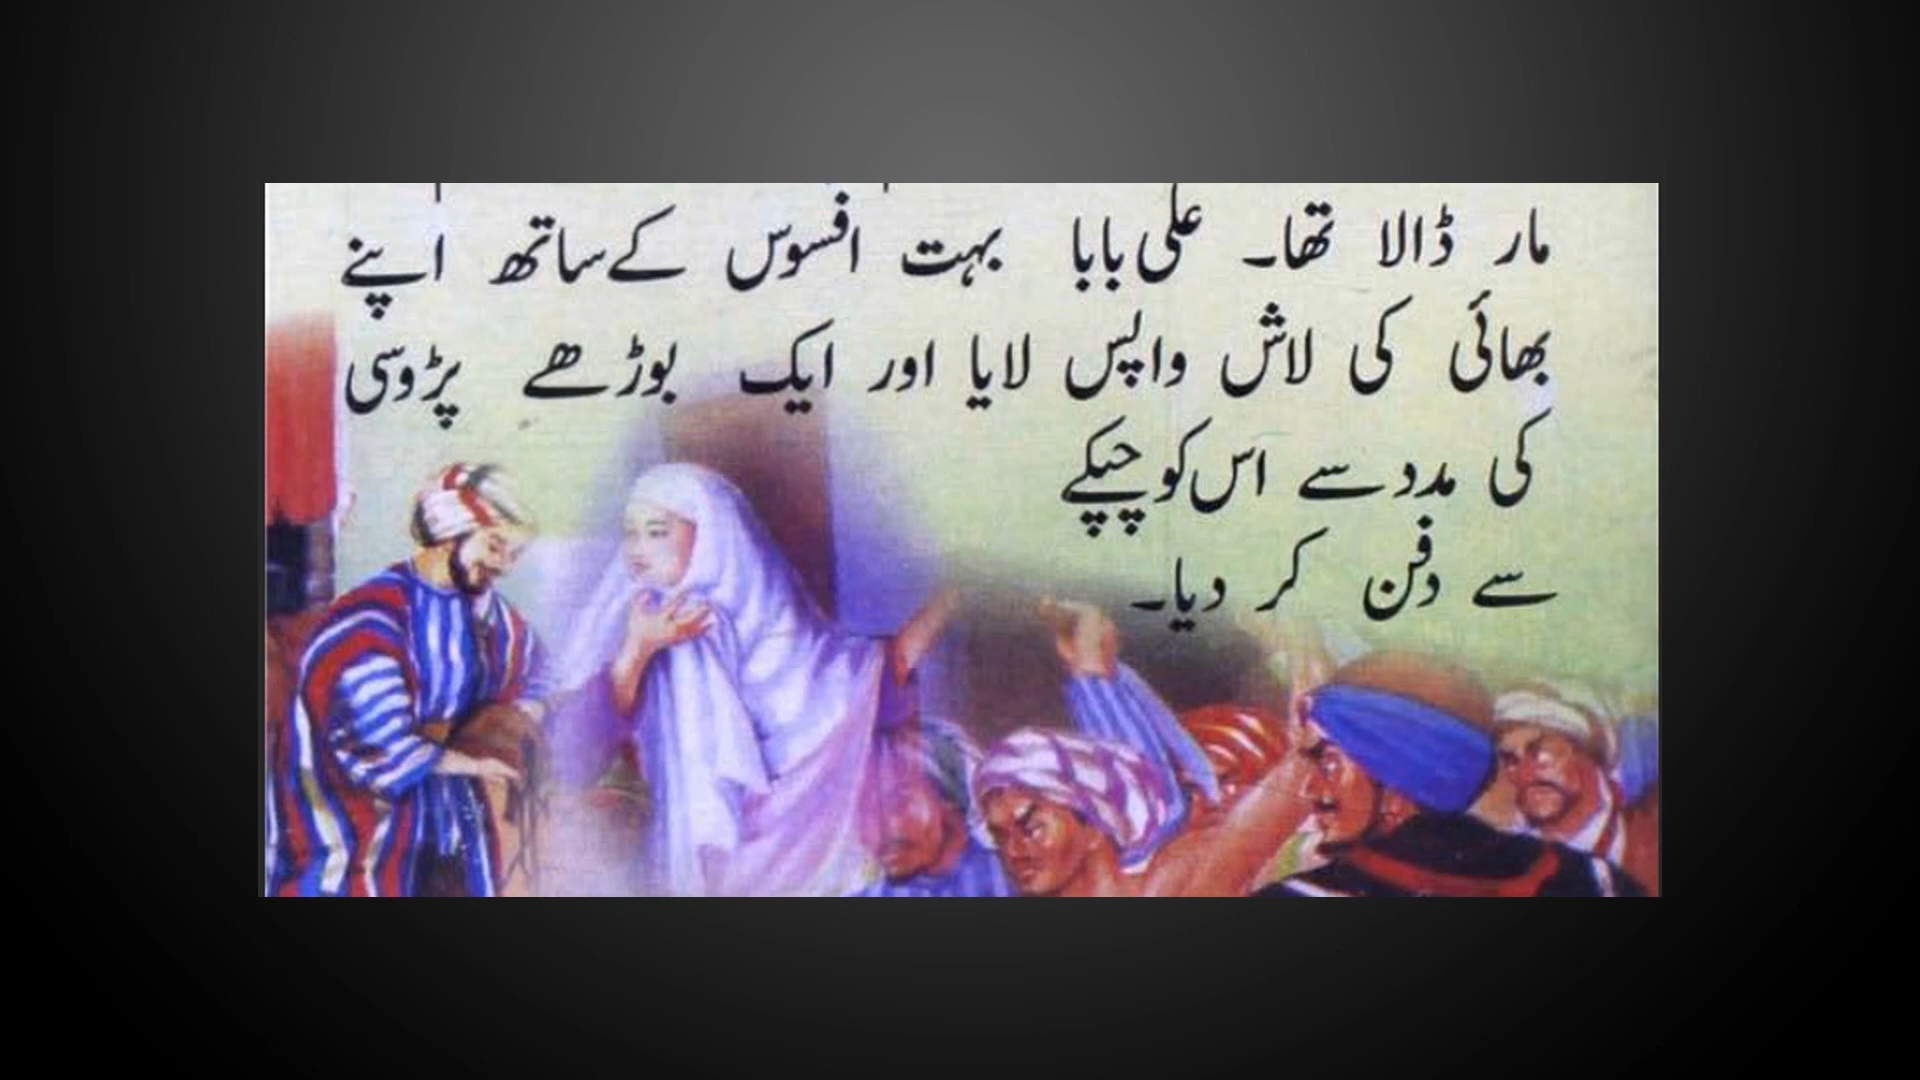 مار ڈالا تھا۔ علی بابا بہت افسوس کے ساتھ اپنے
بھائی کی لاش واپس لایا اور ایک بوڑھے پڑوسی
کی مدد سے اس کو چپکے
سے دفن کر دیا۔